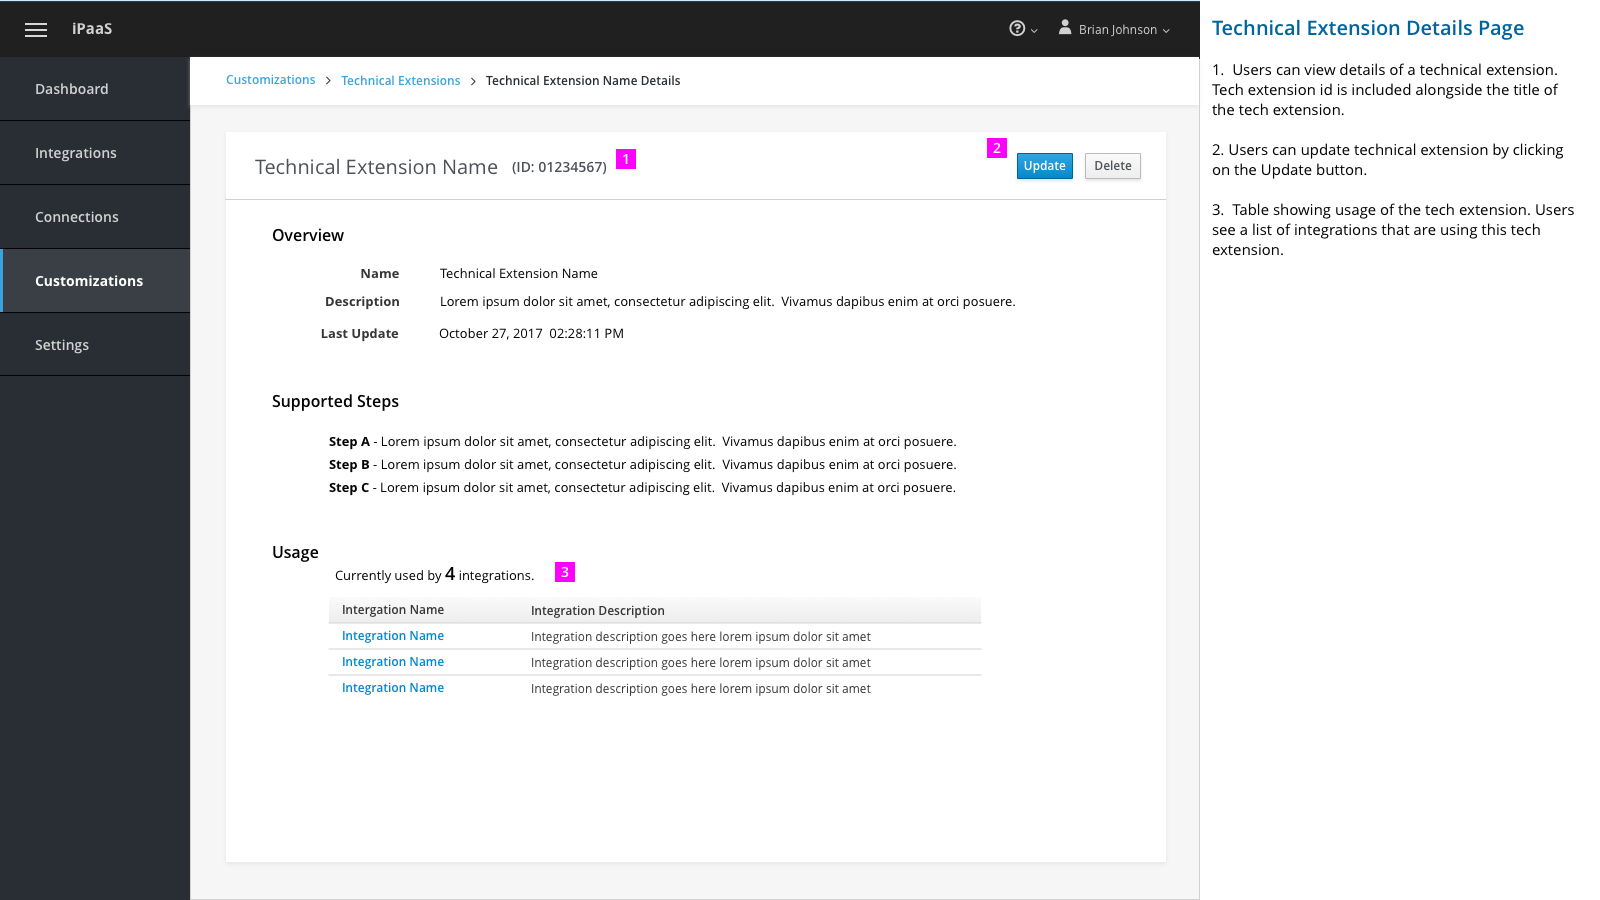 iPaaS
Brian Johnson
Dashboard
Integrations
Connections
Customizations
Settings
Customizations > Technical Extensions > Technical Extension Name Details
Technical Extension Name (ID: 01234567) 1
2 Update Delete
Overview
Name Technical Extension Name
Description Lorem ipsum dolor sit amet, consectetur adipiscing elit.  Vivamus dapibus enim at orci posuere.
Last Update October 27, 2017  02:28:11 PM
Supported Steps
Step A - Lorem ipsum dolor sit amet, consectetur adipiscing elit.  Vivamus dapibus enim at orci posuere.
Step B - Lorem ipsum dolor sit amet, consectetur adipiscing elit.  Vivamus dapibus enim at orci posuere.
Step C - Lorem ipsum dolor sit amet, consectetur adipiscing elit.  Vivamus dapibus enim at orci posuere.
Usage
Currently used by 4 integrations. 3
Intergation Name Integration Description
Integration Name Integration description goes here lorem ipsum dolor sit amet
Integration Name Integration description goes here lorem ipsum dolor sit amet
Integration Name Integration description goes here lorem ipsum dolor sit amet
Technical Extension Details Page
1.  Users can view details of a technical extension.
Tech extension id is included alongside the title of
the tech extension.
2. Users can update technical extension by clicking
on the Update button.
3.  Table showing usage of the tech extension. Users
see a list of integrations that are using this tech
extension.